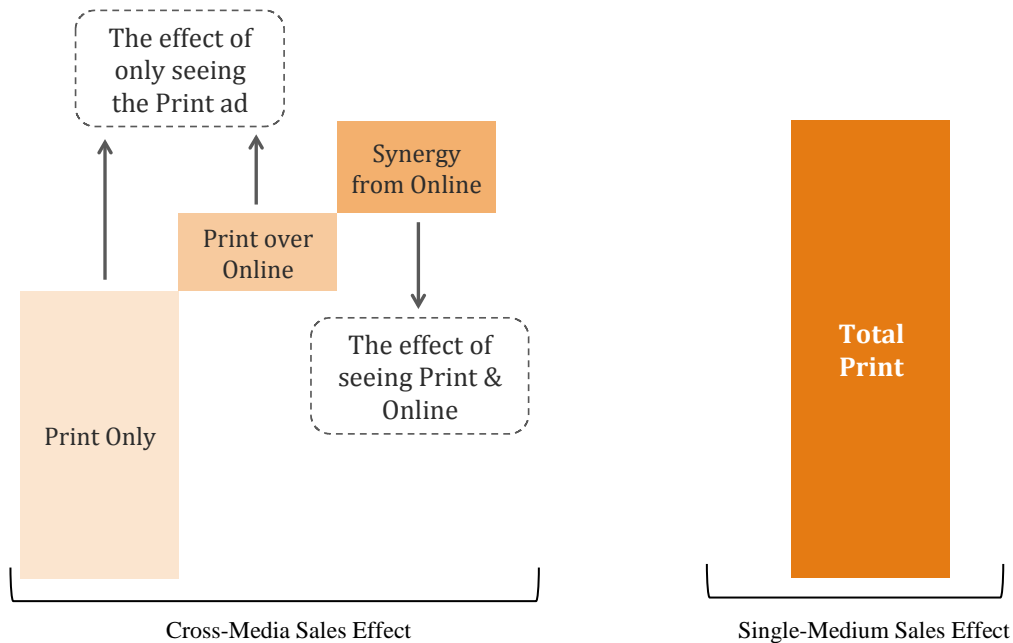 The effect of
only seeing
the Print ad
Synergy
from Online
Print over
Online
The effect of
seeing Print &
Online
Print Only
Total
Print
Cross-Media Sales Effect
Single-Medium Sales Effect